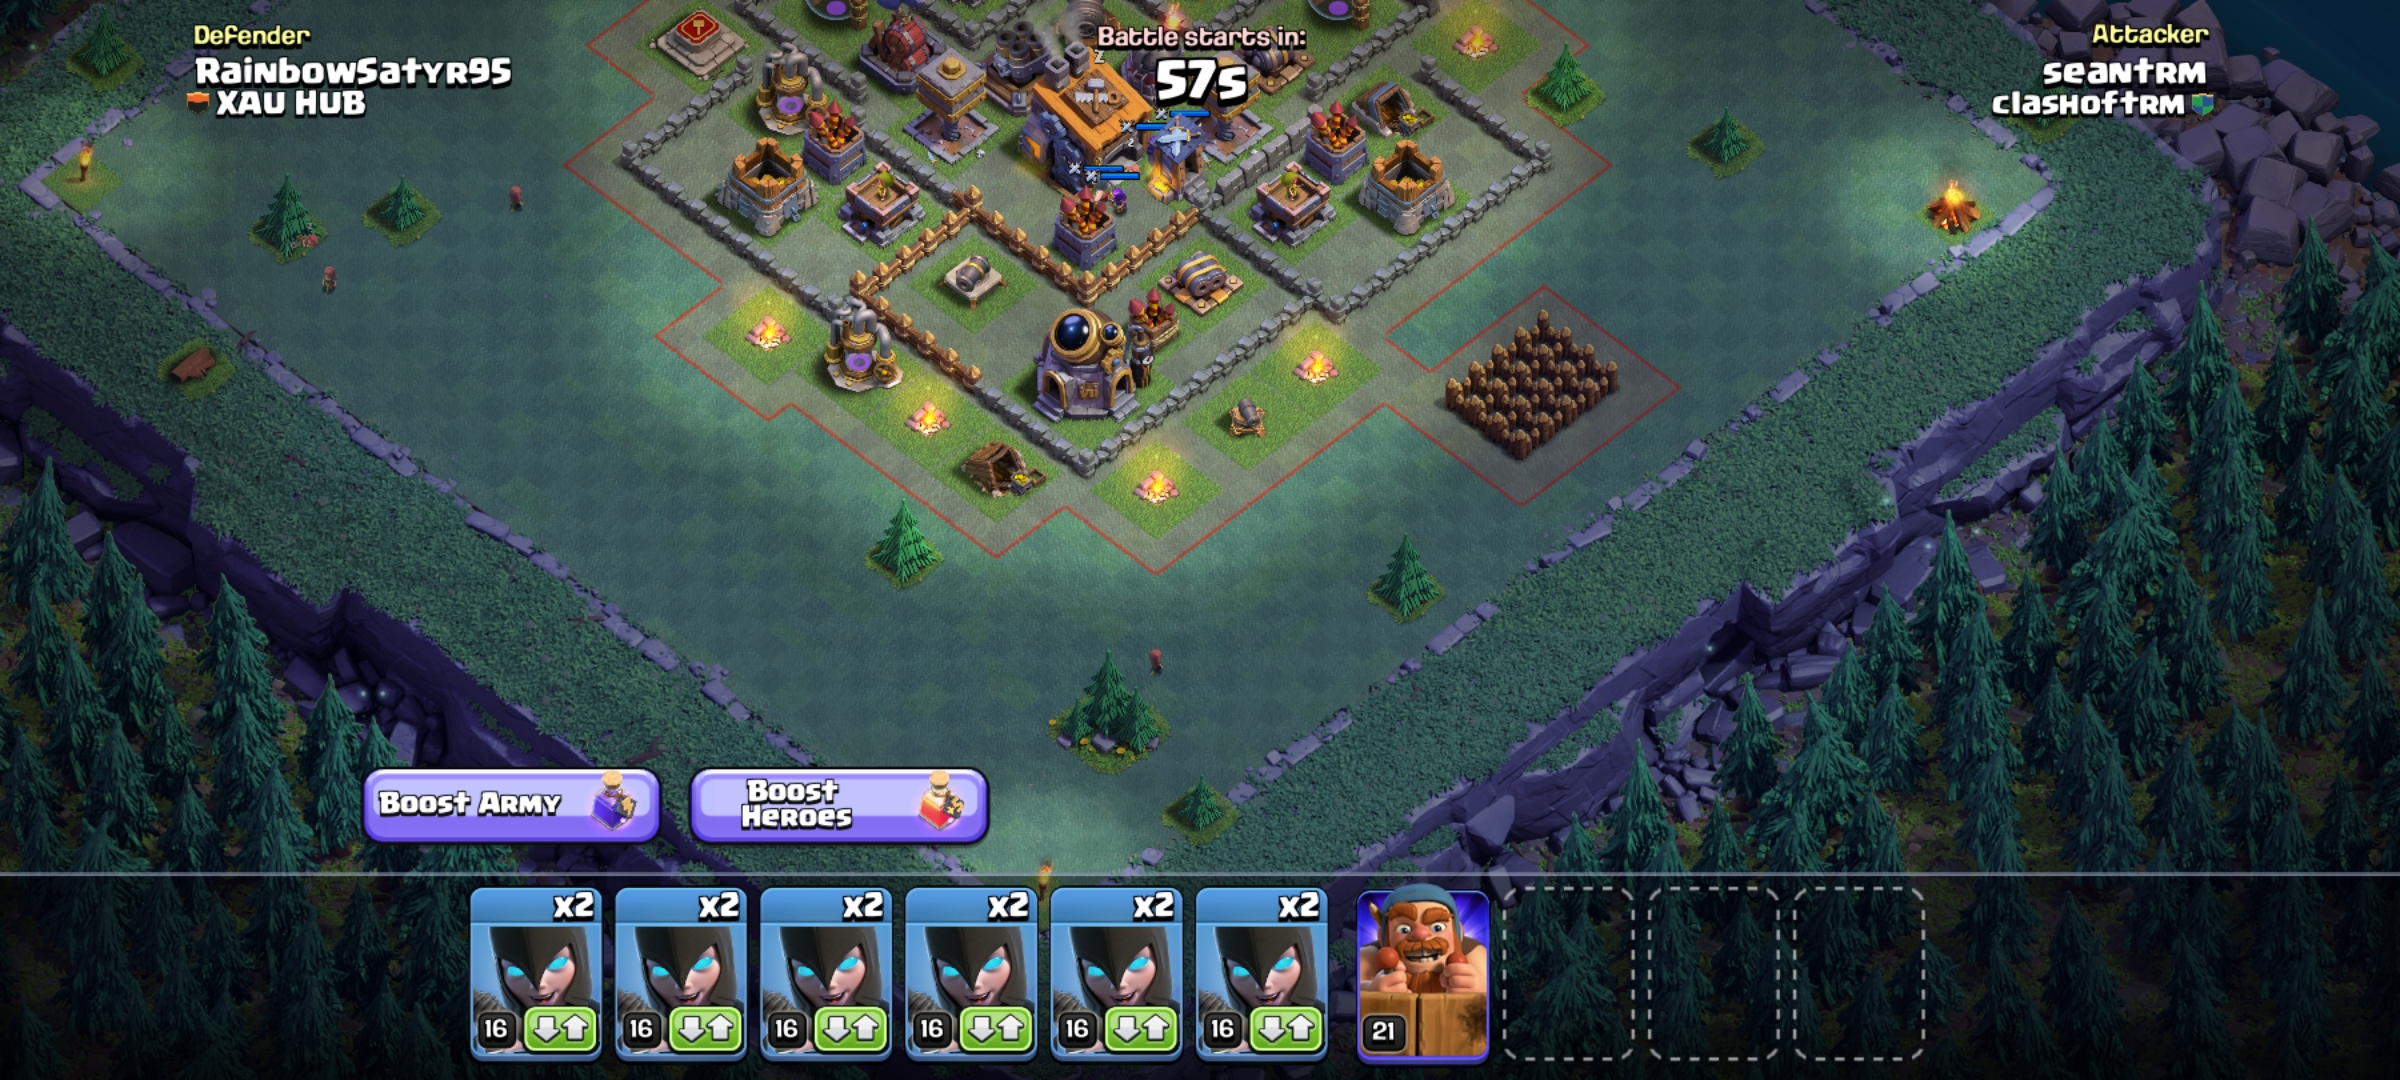 Defender
RainbowSatyr95
XAU HUB
Battle starts in:
57s
Attacker
seantRM
clashoftRM
Boost Army
Boost
Heroes
x2
x2
x2
x2
x2
x2
16
16
16
16
16
16
21